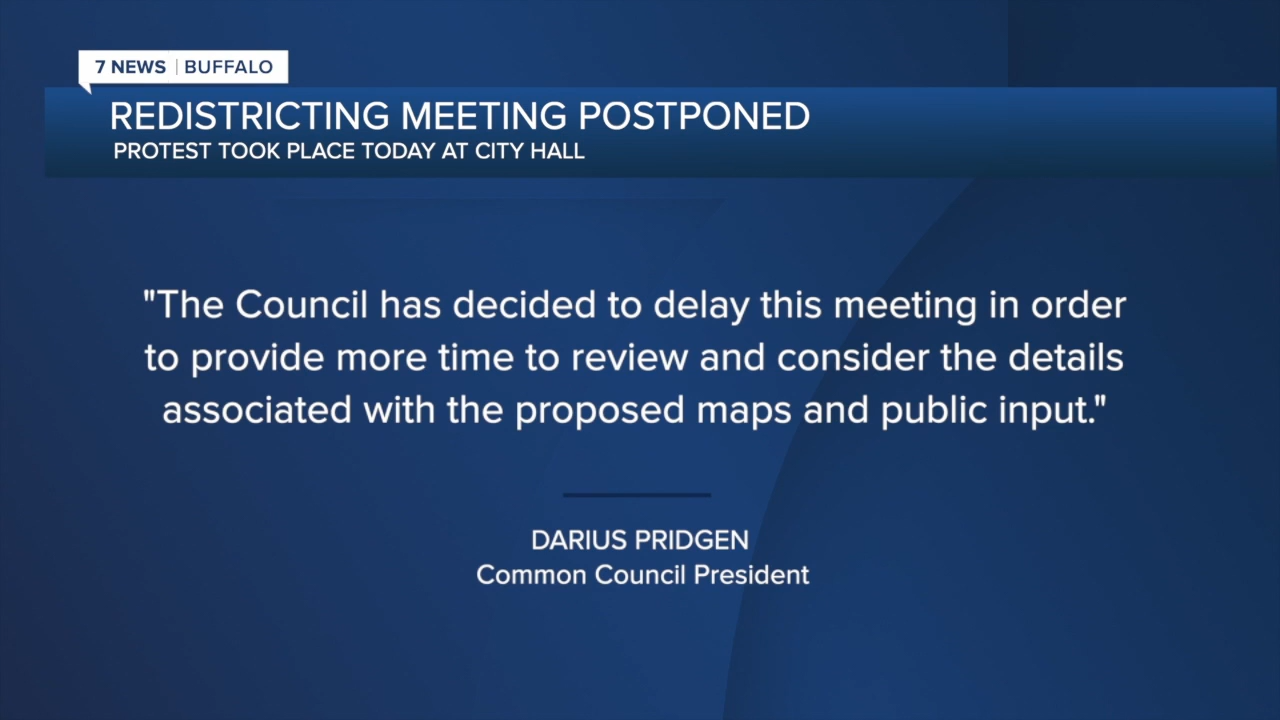 7 NEWS | BUFFALO
REDISTRICTING MEETING POSTPONED
PROTEST TOOK PLACE TODAY AT CITY HALL
"The Council has decided to delay this meeting in order
to provide more time to review and consider the details
associated with the proposed maps and public input."
DARIUS PRIDGEN
Common Council President